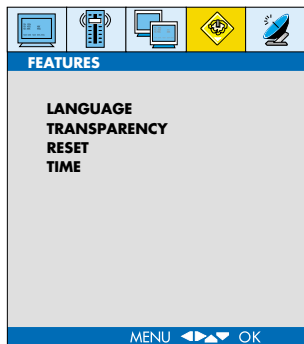 FEATURES
LANGUAGE
TRANSPARENCY
RESET
TIME
MENU ◀▶▲▼ OK